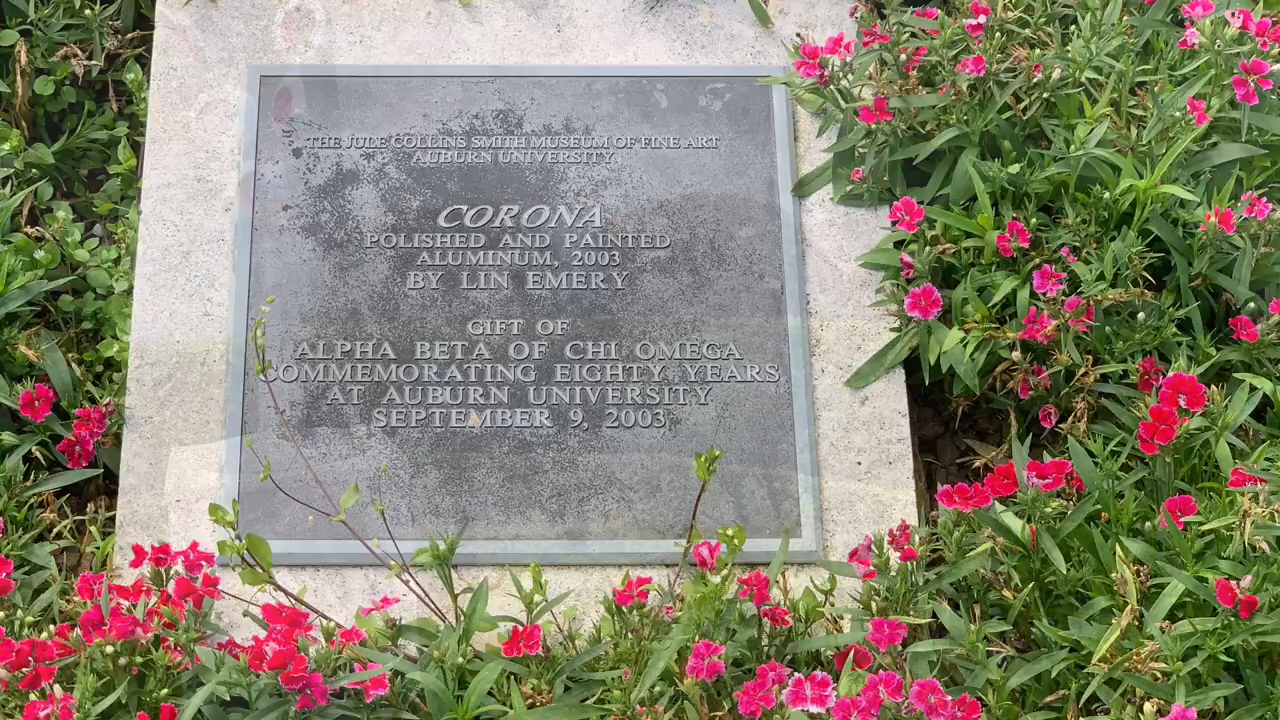 THE JULE COLLINS SMITH MUSEUM OF FINE ART
AUBURN UNIVERSITY
CORONA
POLISHED AND PAINTED
ALUMINUM, 2003
BY LIN EMERY
GIFT OF
ALPHA BETA OF CHI OMEGA
COMMEMORATING EIGHTY YEARS
AT AUBURN UNIVERSITY
SEPTEMBER 9, 2003